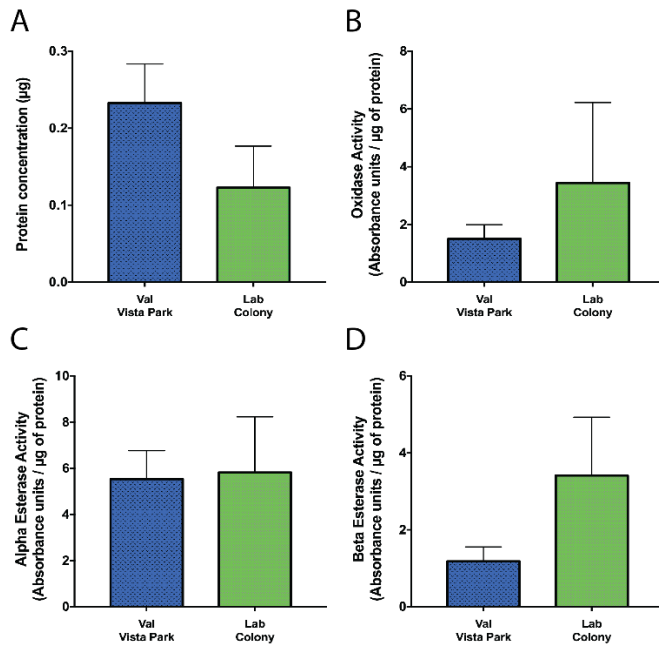 A
Protein concentration (µg)
0.3
0.2
0.1
0.0
Val
Vista Park
Lab
Colony
B
Oxidase Activity
(Absorbance units / µg of protein)
8
6
4
2
0
Val
Vista Park
Lab
Colony
C
Alpha Esterase Activity
(Absorbance units / µg of protein)
10
8
6
4
2
0
Val
Vista Park
Lab
Colony
D
Beta Esterase Activity
(Absorbance units / µg of protein)
6
4
2
0
Val
Vista Park
Lab
Colony